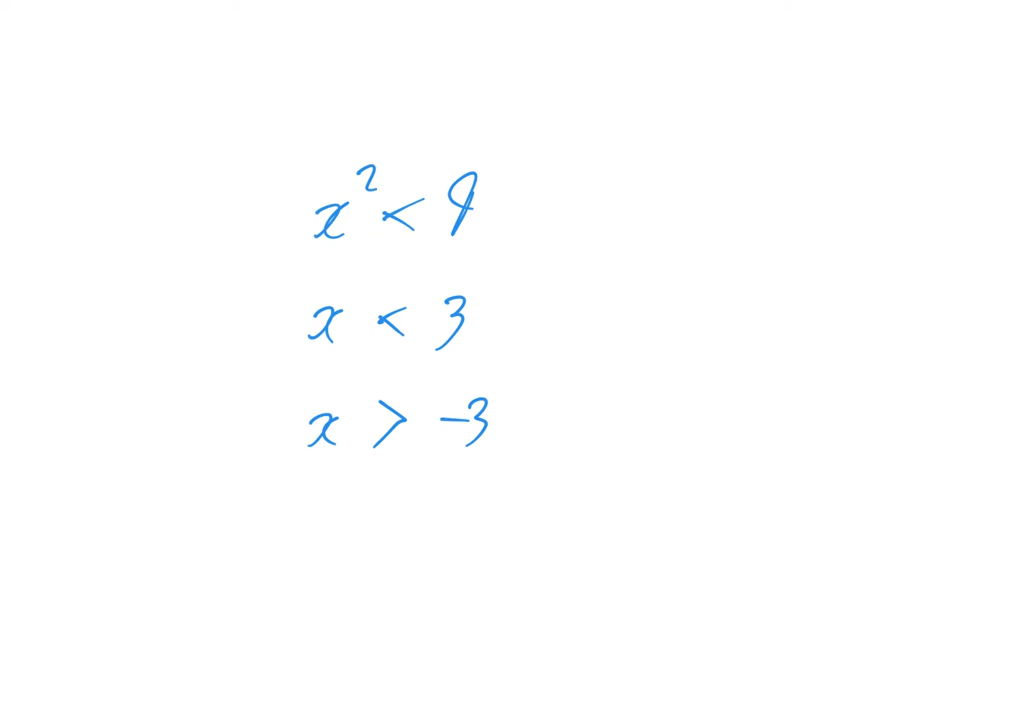 x² < 9
x < 3
x > -3